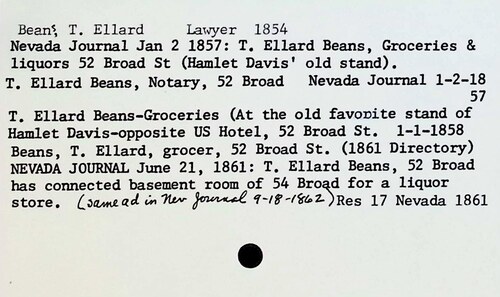 Beans, T. Ellard Lawyer 1854
Nevada Journal Jan 2 1857: T. Ellard Beans, Groceries &
liquors 52 Broad St (Hamlet Davis' old stand).
T. Ellard Beans, Notary, 52 Broad Nevada Journal 1-2-18
57
T. Ellard Beans-Groceries (At the old favorite stand of
Hamlet Davis-opposite US Hotel, 52 Broad St. 1-1-1858
Beans, T. Ellard, grocer, 52 Broad St. (1861 Directory)
NEVADA JOURNAL June 21, 1861: T. Ellard Beans, 52 Broad
has connected basement room of 54 Broad for a liquor
store. (same ad in Nev Journal 9-18-1862) Res 17 Nevada 1861